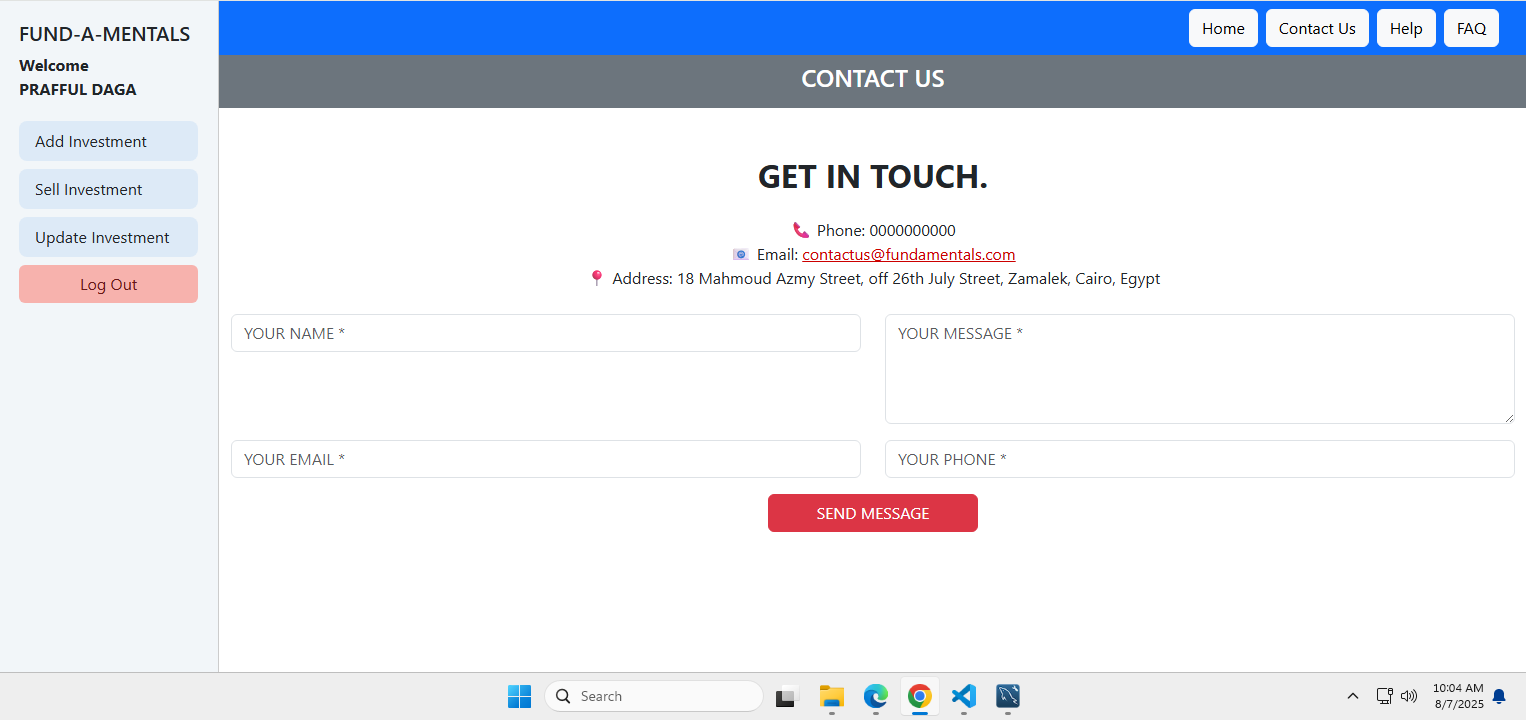 FUND-A-MENTALS
Welcome
PRAFFUL DAGA
Add Investment
Sell Investment
Update Investment
Log Out
Home
Contact Us
Help
FAQ
CONTACT US
GET IN TOUCH.
Phone: 0000000000
Email: contactus@fundamentals.com
Address: 18 Mahmoud Azmy Street, off 26th July Street, Zamalek, Cairo, Egypt
YOUR NAME *
YOUR MESSAGE *
YOUR EMAIL *
YOUR PHONE *
SEND MESSAGE
Search
10:04 AM
8/7/2025